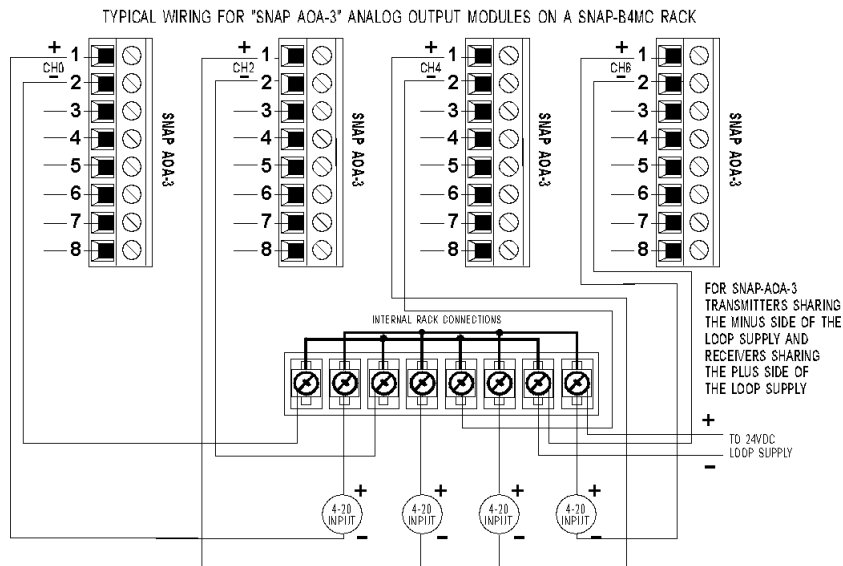 TYPICAL WIRING FOR "SNAP AOA-3" ANALOG OUTPUT MODULES ON A SNAP-B4MC RACK
+ 1
CH0
− 2
3
4
5
6
7
8
SNAP AOA-3
+ 1
CH2
− 2
3
4
5
6
7
8
SNAP AOA-3
+ 1
CH4
− 2
3
4
5
6
7
8
SNAP AOA-3
+ 1
CH6
− 2
3
4
5
6
7
8
SNAP AOA-3
FOR SNAP-AOA-3
TRANSMITTERS SHARING
THE MINUS SIDE OF THE
LOOP SUPPLY AND
RECEIVERS SHARING
THE PLUS SIDE OF
THE LOOP SUPPLY
INTERNAL RACK CONNECTIONS
+
TO 24VDC
LOOP SUPPLY
−
+
4-20
INPUT
−
+
4-20
INPUT
−
+
4-20
INPUT
−
+
4-20
INPUT
−